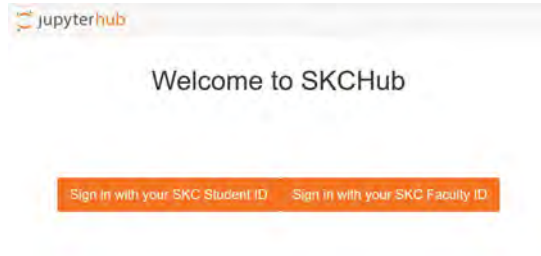 jupyterhub
Welcome to SKCHub
Sign in with your SKC Student ID Sign in with your SKC Faculty ID